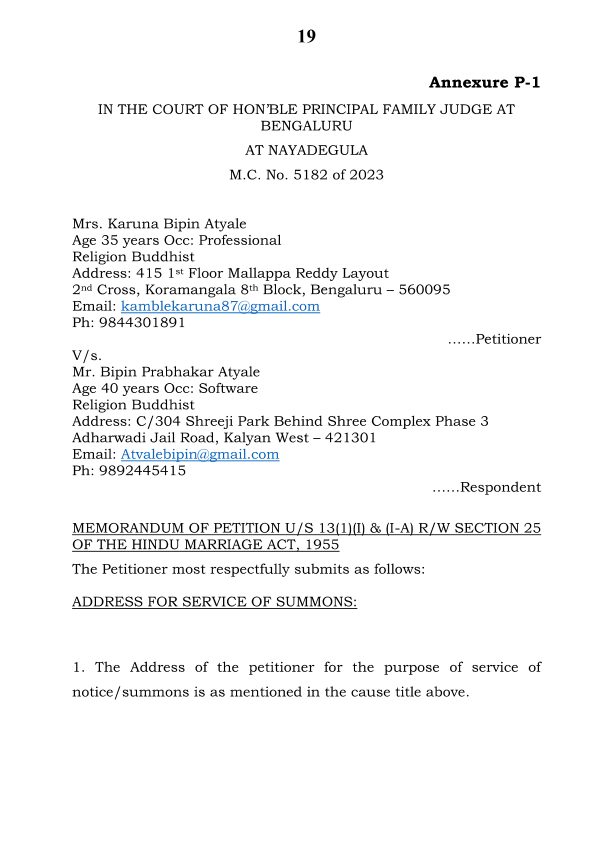 19
Annexure P-1
IN THE COURT OF HON'BLE PRINCIPAL FAMILY JUDGE AT
BENGALURU
AT NAYADEGULA
M.C. No. 5182 of 2023
Mrs. Karuna Bipin Atyale
Age 35 years Occ: Professional
Religion Buddhist
Address: 415 1st Floor Mallappa Reddy Layout
2nd Cross, Koramangala 8th Block, Bengaluru – 560095
Email: kamblekaruna87@gmail.com
Ph: 9844301891
......Petitioner
V/s.
Mr. Bipin Prabhakar Atyale
Age 40 years Occ: Software
Religion Buddhist
Address: C/304 Shreeji Park Behind Shree Complex Phase 3
Adharwadi Jail Road, Kalyan West – 421301
Email: Atvalebipin@gmail.com
Ph: 9892445415
......Respondent
MEMORANDUM OF PETITION U/S 13(1)(I) & (I-A) R/W SECTION 25
OF THE HINDU MARRIAGE ACT, 1955
The Petitioner most respectfully submits as follows:
ADDRESS FOR SERVICE OF SUMMONS:
1. The Address of the petitioner for the purpose of service of
notice/summons is as mentioned in the cause title above.